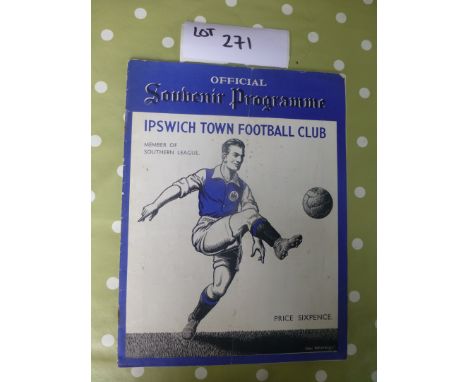 LOT 271
OFFICIAL
Souvenir Programme
IPSWICH TOWN FOOTBALL CLUB
MEMBER OF
SOUTHERN LEAGUE.
PRICE SIXPENCE